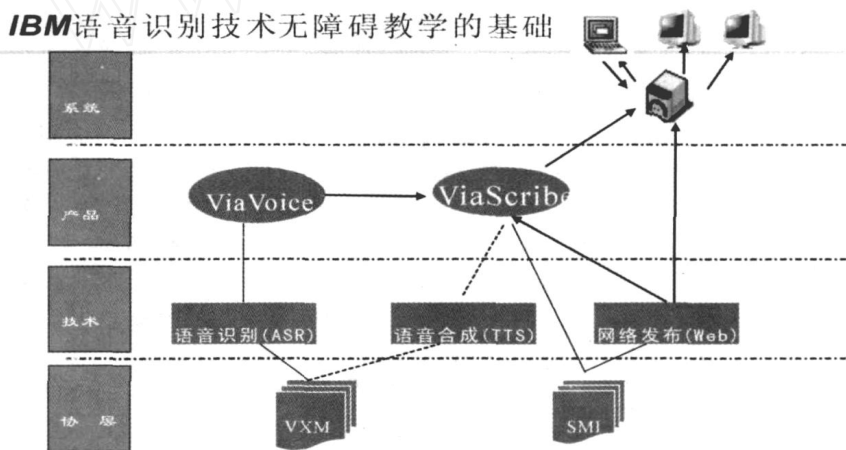 IBM语音识别技术无障碍教学的基础
系统
产品
ViaVoice
ViaScribe
技术
语音识别(ASR)
语音合成(TTS)
网络发布(Web)
协 层
VXM
SMI